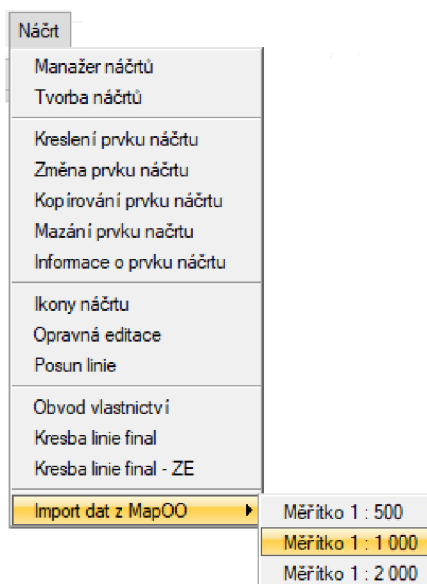 Náčrt
Manažer náčrtů
Tvorba náčrtů
Kreslení prvku náčrtu
Změna prvku náčrtu
Kopírování prvku náčrtu
Mazání prvku načrtu
Informace o prvku náčrtu
Ikony náčrtu
Opravná editace
Posun linie
Obvod vlastnictví
Kresba linie final
Kresba linie final - ZE
Import dat z MapOO
Měřítko 1 : 500
Měřítko 1 : 1 000
Měřítko 1 : 2 000